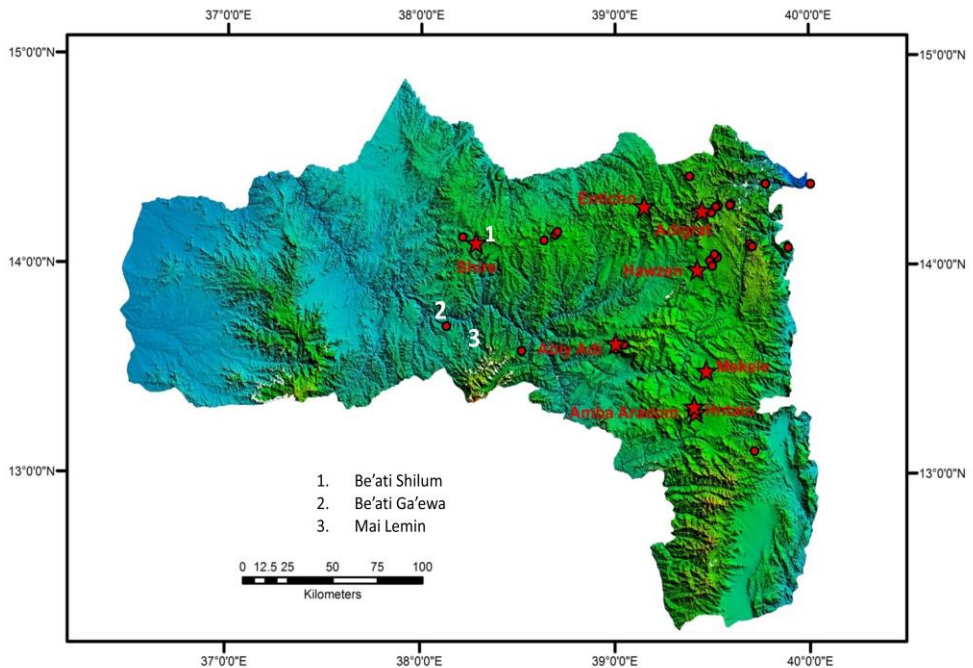 37°0'0"E 38°0'0"E 39°0'0"E 40°0'0"E
15°0'0"N 15°0'0"N
Enticho
Adigrat
1
Shire
14°0'0"N 14°0'0"N
Hawzen
2
3
Abiy Adi
Mekele
Amba Aradom Hntalo
13°0'0"N 13°0'0"N
1. Be'ati Shilum
2. Be'ati Ga'ewa
3. Mai Lemin
0 12.5 25 50 75 100
Kilometers
37°0'0"E 38°0'0"E 39°0'0"E 40°0'0"E